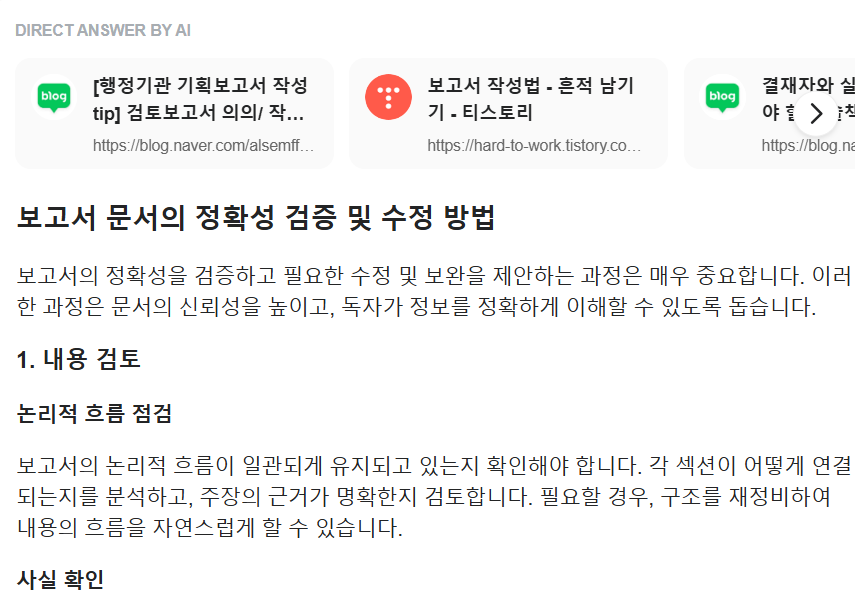 DIRECT ANSWER BY AI
blog
[행정기관 기획보고서 작성
tip] 검토보고서 의의/ 작...
https://blog.naver.com/alsemff...
보고서 작성법 - 흔적 남기
기 - 티스토리
https://hard-to-work.tistory.co...
blog
결재자와 실
야 할
https://blog.na
보고서 문서의 정확성 검증 및 수정 방법
보고서의 정확성을 검증하고 필요한 수정 및 보완을 제안하는 과정은 매우 중요합니다. 이러
한 과정은 문서의 신뢰성을 높이고, 독자가 정보를 정확하게 이해할 수 있도록 돕습니다.
1. 내용 검토
논리적 흐름 점검
보고서의 논리적 흐름이 일관되게 유지되고 있는지 확인해야 합니다. 각 섹션이 어떻게 연결
되는지를 분석하고, 주장의 근거가 명확한지 검토합니다. 필요할 경우, 구조를 재정비하여
내용의 흐름을 자연스럽게 할 수 있습니다.
사실 확인